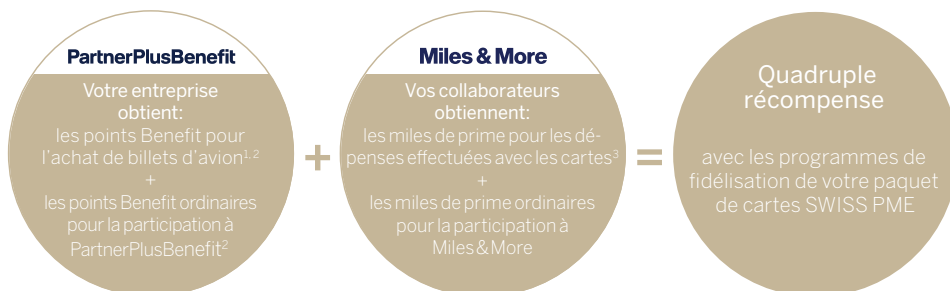 PartnerPlusBenefit
Votre entreprise
obtient:
les points Benefit pour
l'achat de billets d'avion1, 2
+
les points Benefit ordinaires
pour la participation à
PartnerPlusBenefit2
+
Miles & More
Vos collaborateurs
obtiennent:
les miles de prime pour les dé-
penses effectuées avec les cartes3
+
les miles de prime ordinaires
pour la participation à
Miles & More
=
Quadruple
récompense
avec les programmes de
fidélisation de votre paquet
de cartes SWISS PME